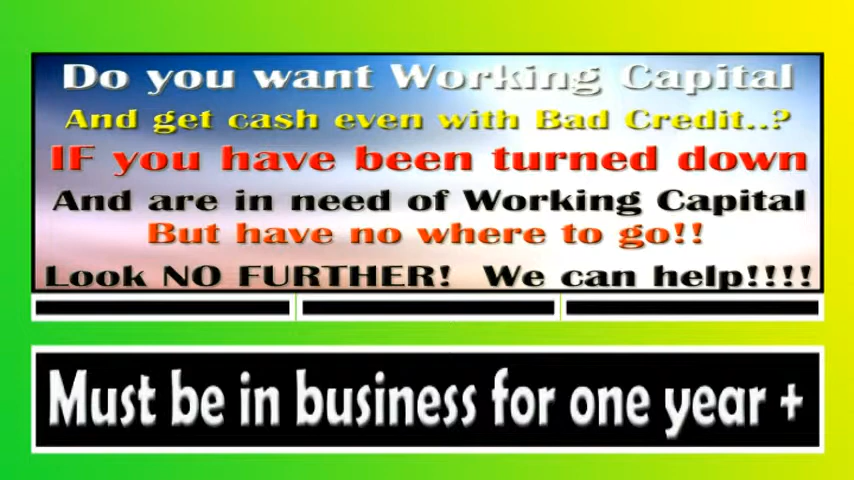 Do you want Working Capital
And get cash even with Bad Credit..?
IF you have been turned down
And are in need of Working Capital
But have no where to go!!
Look NO FURTHER! We can help!!!!
Must be in business for one year +